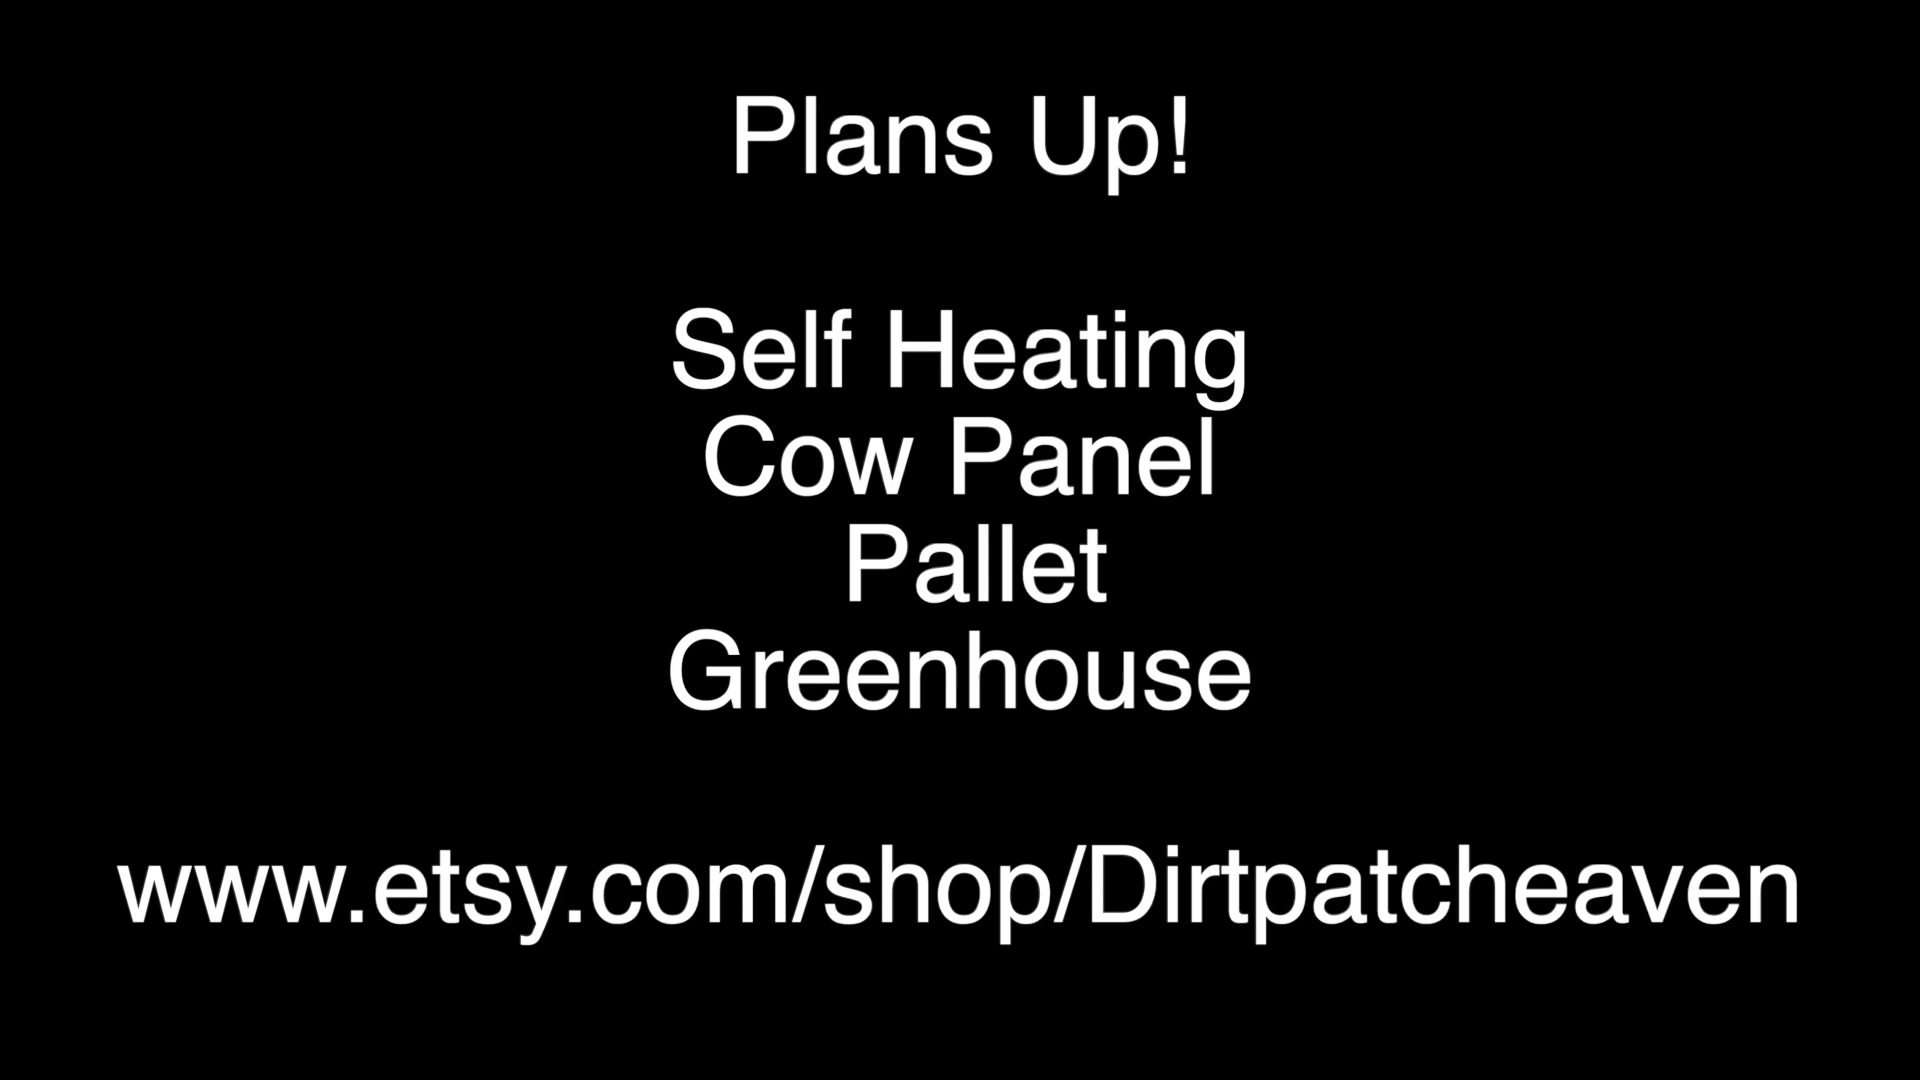 Plans Up!
Self Heating
Cow Panel
Pallet
Greenhouse
www.etsy.com/shop/Dirtpatcheaven